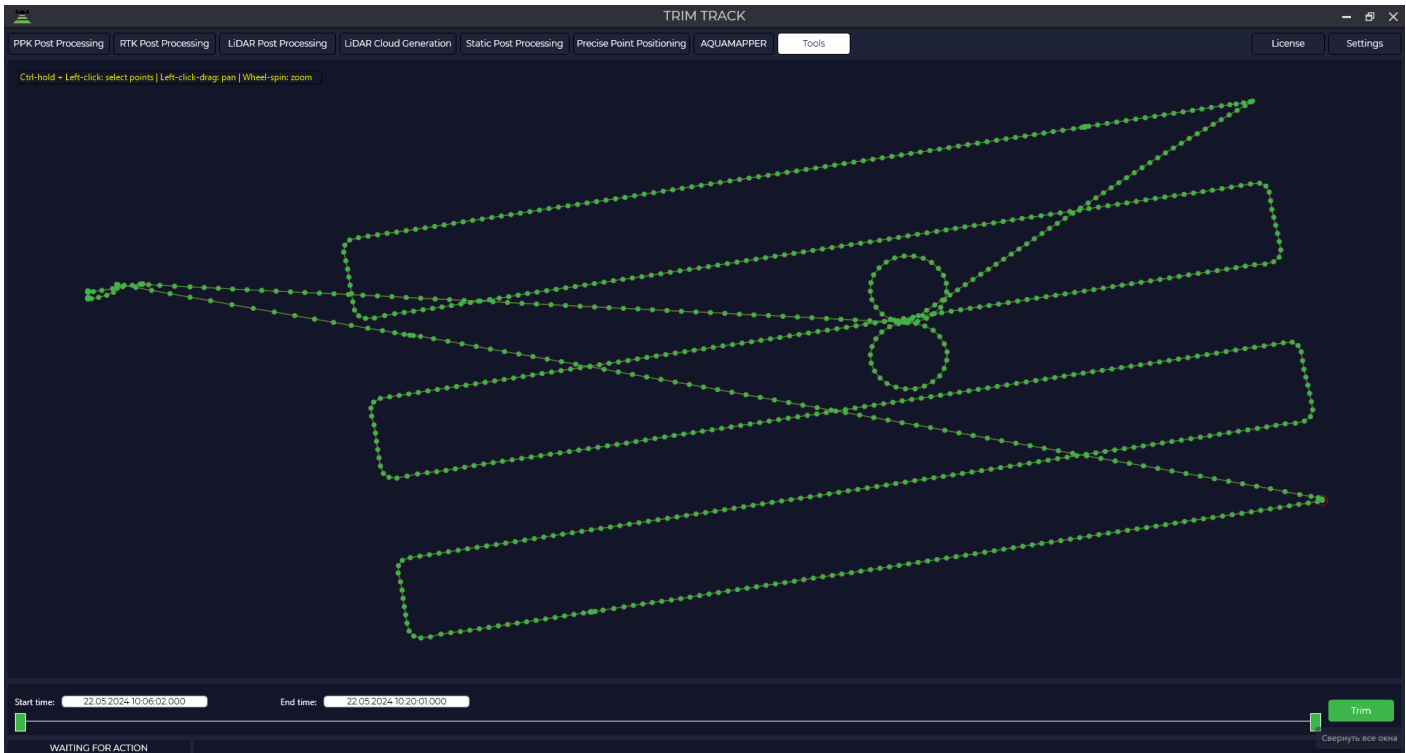 TRIM TRACK
PPK Post Processing RTK Post Processing LiDAR Post Processing LiDAR Cloud Generation Static Post Processing Precise Point Positioning AQUAMAPPER Tools License Settings
Ctrl-hold + Left-click: select points | Left-click-drag: pan | Wheel-spin: zoom
Start time: 22.05.2024 10:06:02.000 End time: 22.05.2024 10:20:01.000 Trim
Свернуть все окна
WAITING FOR ACTION